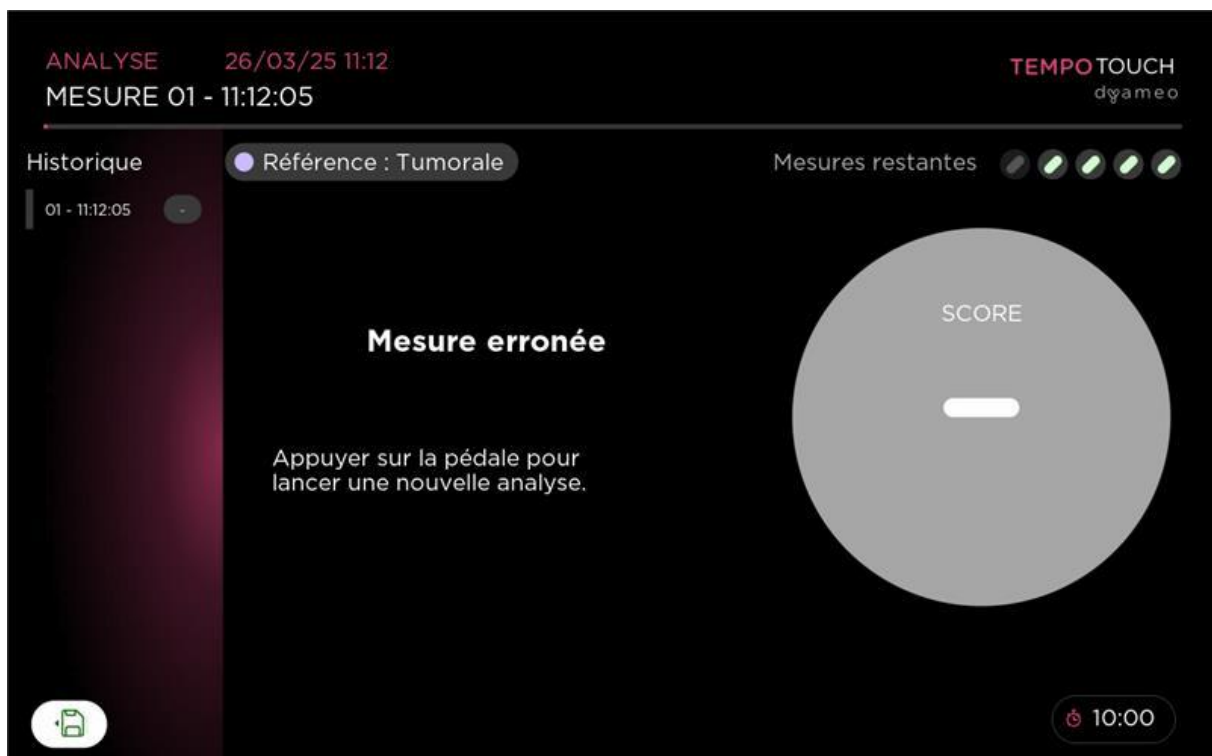 ANALYSE 26/03/25 11:12
MESURE 01 - 11:12:05
TEMPOTOUCH
dyameo
Historique
01 - 11:12:05 -
Référence : Tumorale
Mesures restantes
Mesure erronée
Appuyer sur la pédale pour
lancer une nouvelle analyse.
SCORE
10:00